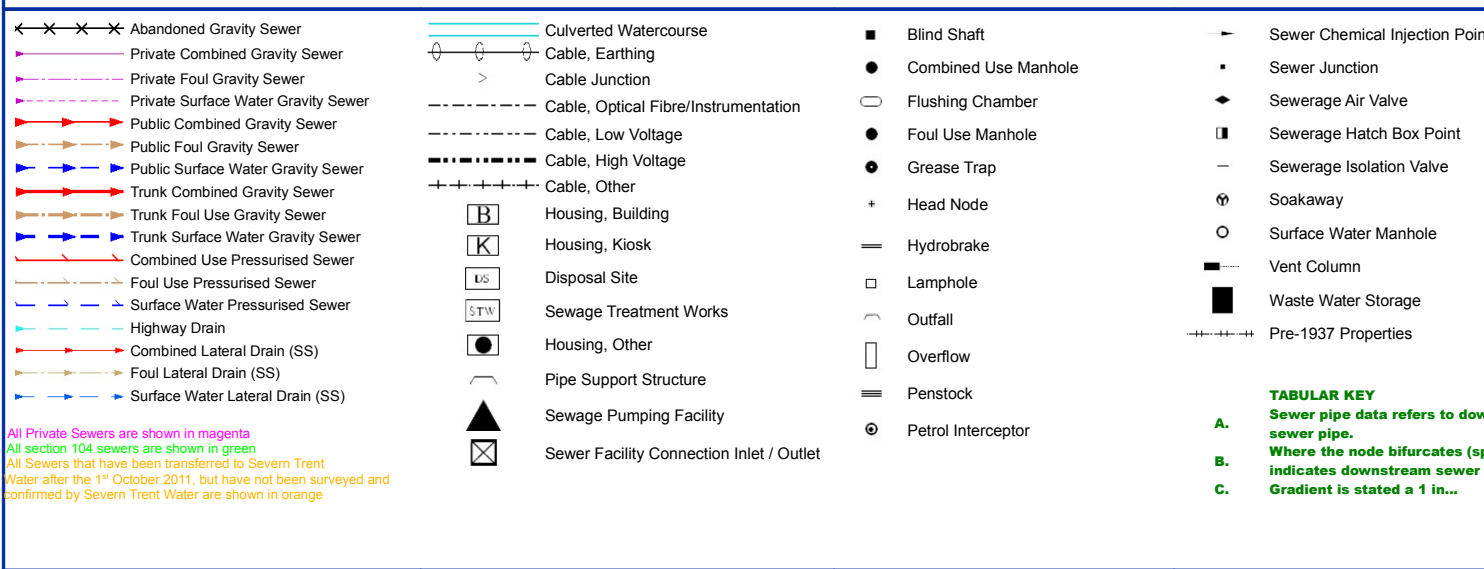 Abandoned Gravity Sewer
Private Combined Gravity Sewer
Private Foul Gravity Sewer
Private Surface Water Gravity Sewer
Public Combined Gravity Sewer
Public Foul Gravity Sewer
Public Surface Water Gravity Sewer
Trunk Combined Gravity Sewer
Trunk Foul Use Gravity Sewer
Trunk Surface Water Gravity Sewer
Combined Use Pressurised Sewer
Foul Use Pressurised Sewer
Surface Water Pressurised Sewer
Highway Drain
Combined Lateral Drain (SS)
Foul Lateral Drain (SS)
Surface Water Lateral Drain (SS)
All Private Sewers are shown in magenta
All section 104 sewers are shown in green
All Sewers that have been transferred to Severn Trent
Water after the 1st October 2011, but have not been surveyed and
confirmed by Severn Trent Water are shown in orange
Culverted Watercourse
Cable, Earthing
Cable Junction
Cable, Optical Fibre/Instrumentation
Cable, Low Voltage
Cable, High Voltage
Cable, Other
B Housing, Building
K Housing, Kiosk
DS Disposal Site
STW Sewage Treatment Works
Housing, Other
Pipe Support Structure
Sewage Pumping Facility
Sewer Facility Connection Inlet / Outlet
Blind Shaft
Combined Use Manhole
Flushing Chamber
Foul Use Manhole
Grease Trap
Head Node
Hydrobrake
Lamphole
Outfall
Overflow
Penstock
Petrol Interceptor
Sewer Chemical Injection Poin
Sewer Junction
Sewerage Air Valve
Sewerage Hatch Box Point
Sewerage Isolation Valve
Soakaway
Surface Water Manhole
Vent Column
Waste Water Storage
Pre-1937 Properties
TABULAR KEY
A. Sewer pipe data refers to dow
sewer pipe.
B. Where the node bifurcates (sp
indicates downstream sewer
C. Gradient is stated a 1 in...